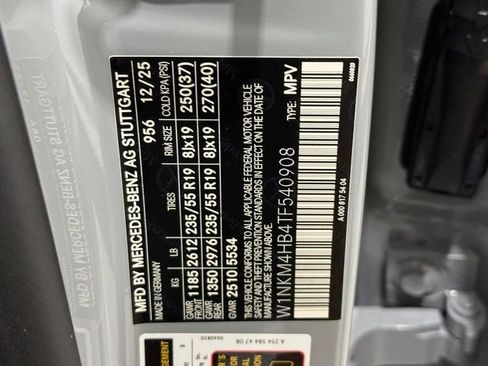 MFD BY MERCEDES-BENZ AG STUTTGART
MADE IN GERMANY 956 12/25
KG LB TIRES RIM SIZE COLD KPA(PSI)
GAWR FRONT 1185 2612 235/55 R19 8Jx19 250(37)
GAWR REAR 1350 2976 235/55 R19 8Jx19 270(40)
GVWR 2510 5534
THIS VEHICLE CONFORMS TO ALL APPLICABLE FEDERAL MOTOR VEHICLE
SAFETY, BUMPER AND THEFT PREVENTION STANDARDS IN EFFECT ON THE DATE OF
MANUFACTURE SHOWN ABOVE.
W1NKM4HB4TF540908 TYPE: MPV
A 000 817 54 04
060820
A 254 584 47 08
0460820